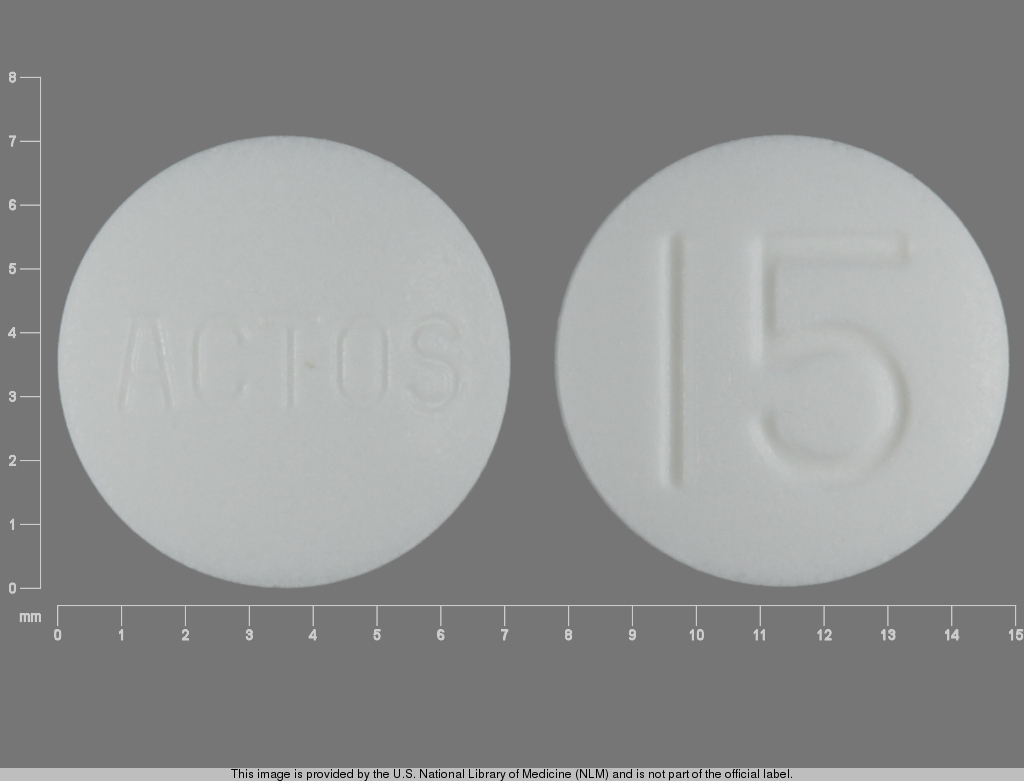 8
7
6
5
4
3
2
1
0
mm
ACTOS
15
0 1 2 3 4 5 6 7 8 9 10 11 12 13 14 15
This image is provided by the U.S. National Library of Medicine (NLM) and is not part of the official label.